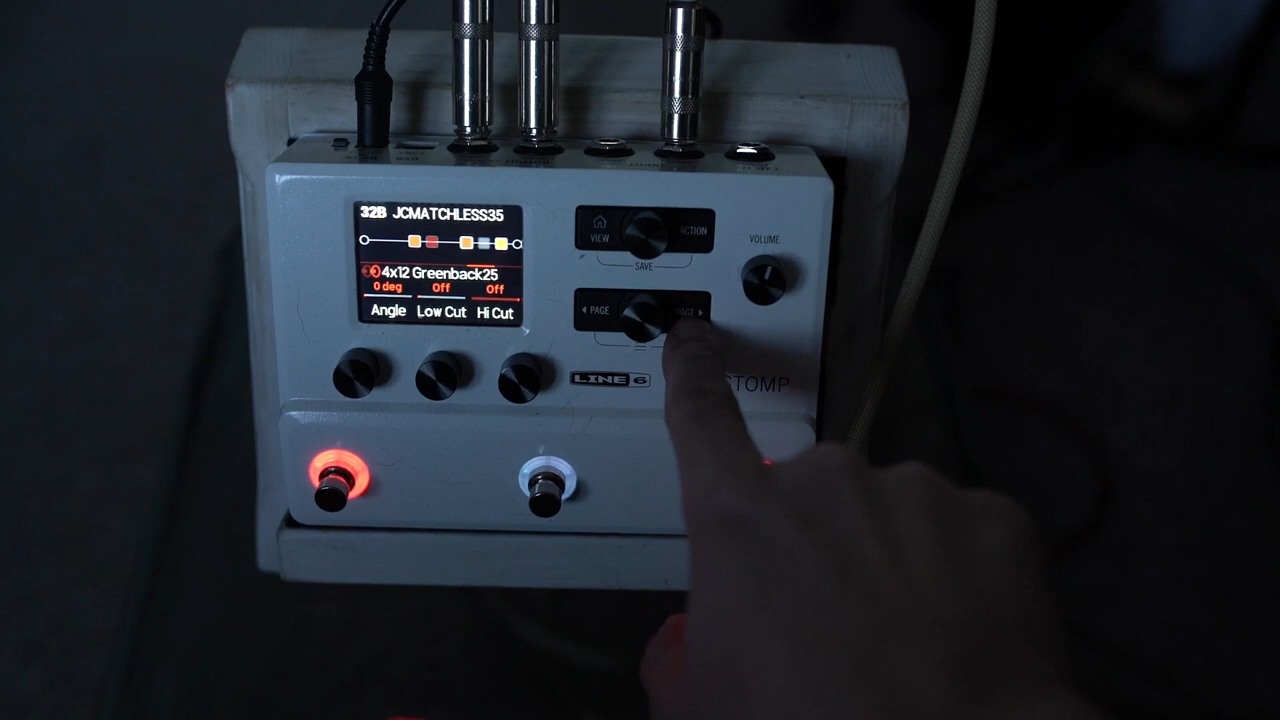 32B JCMATCHLESS35
4x12 Greenback25
0 deg Off Off
Angle Low Cut Hi Cut
VIEW
ACTION
SAVE
VOLUME
PAGE
PAGE
LINE 6
STOMP